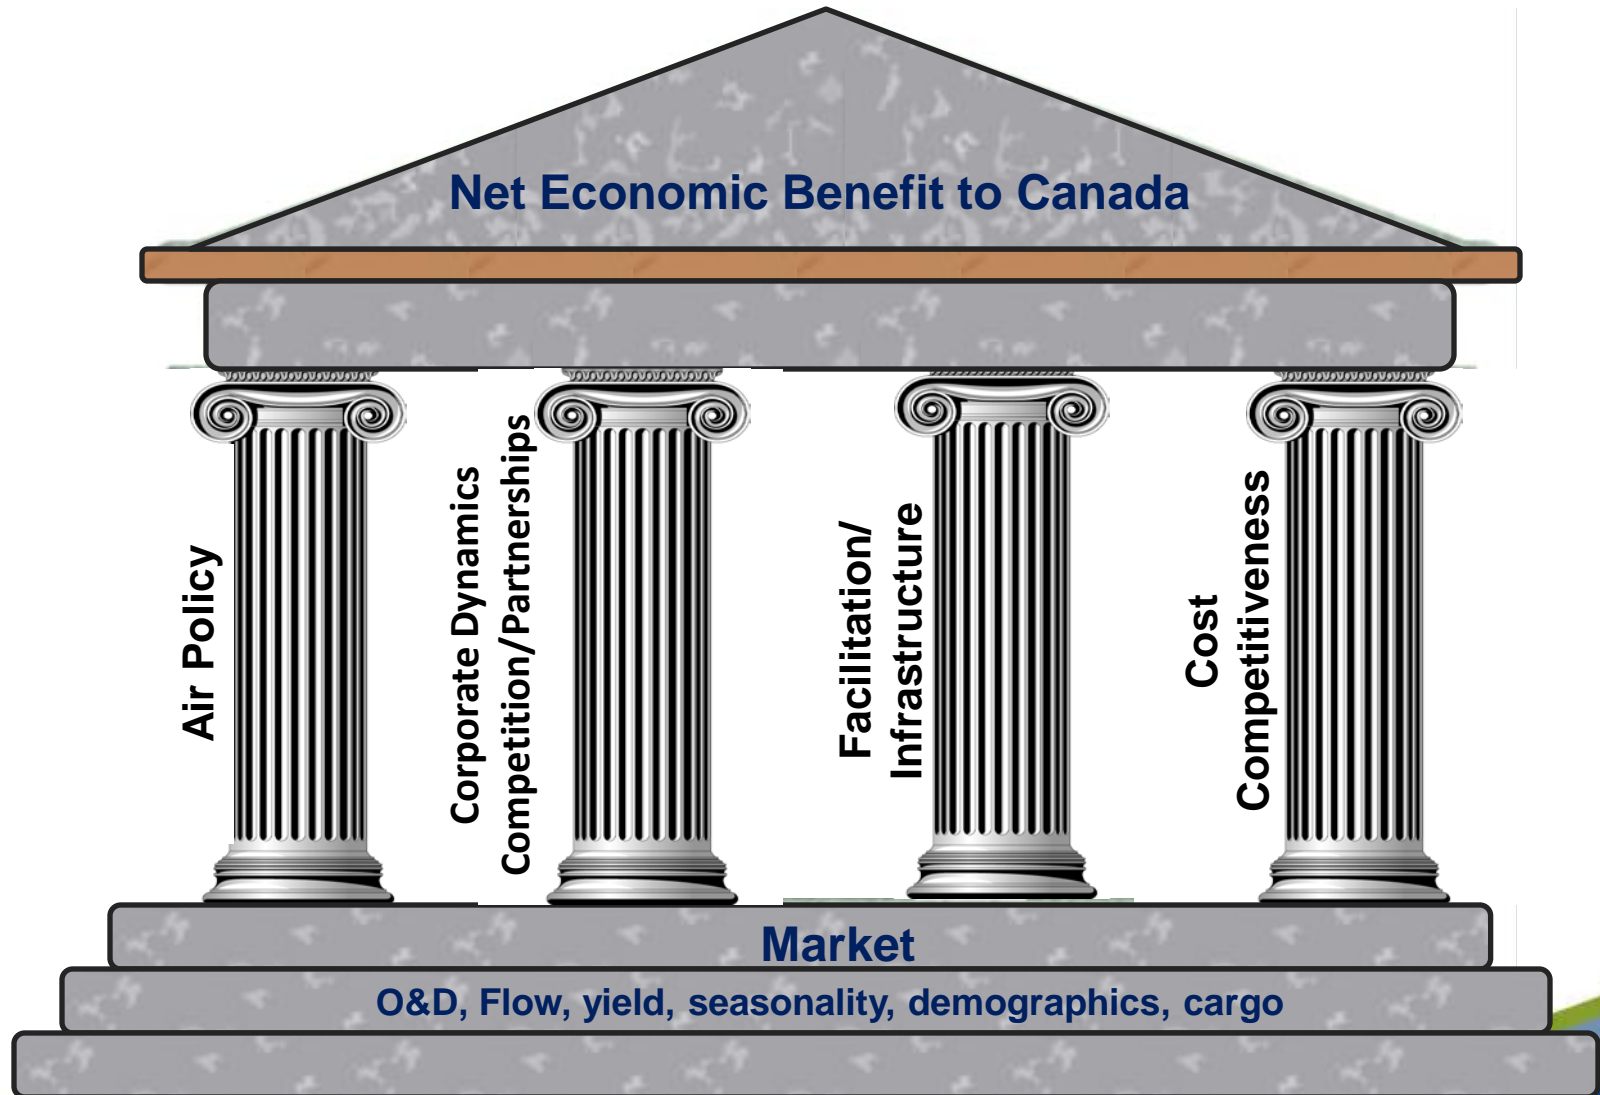 Net Economic Benefit to Canada
Air Policy
Corporate Dynamics
Competition/Partnerships
Facilitation/
Infrastructure
Cost
Competitiveness
Market
O&D, Flow, yield, seasonality, demographics, cargo